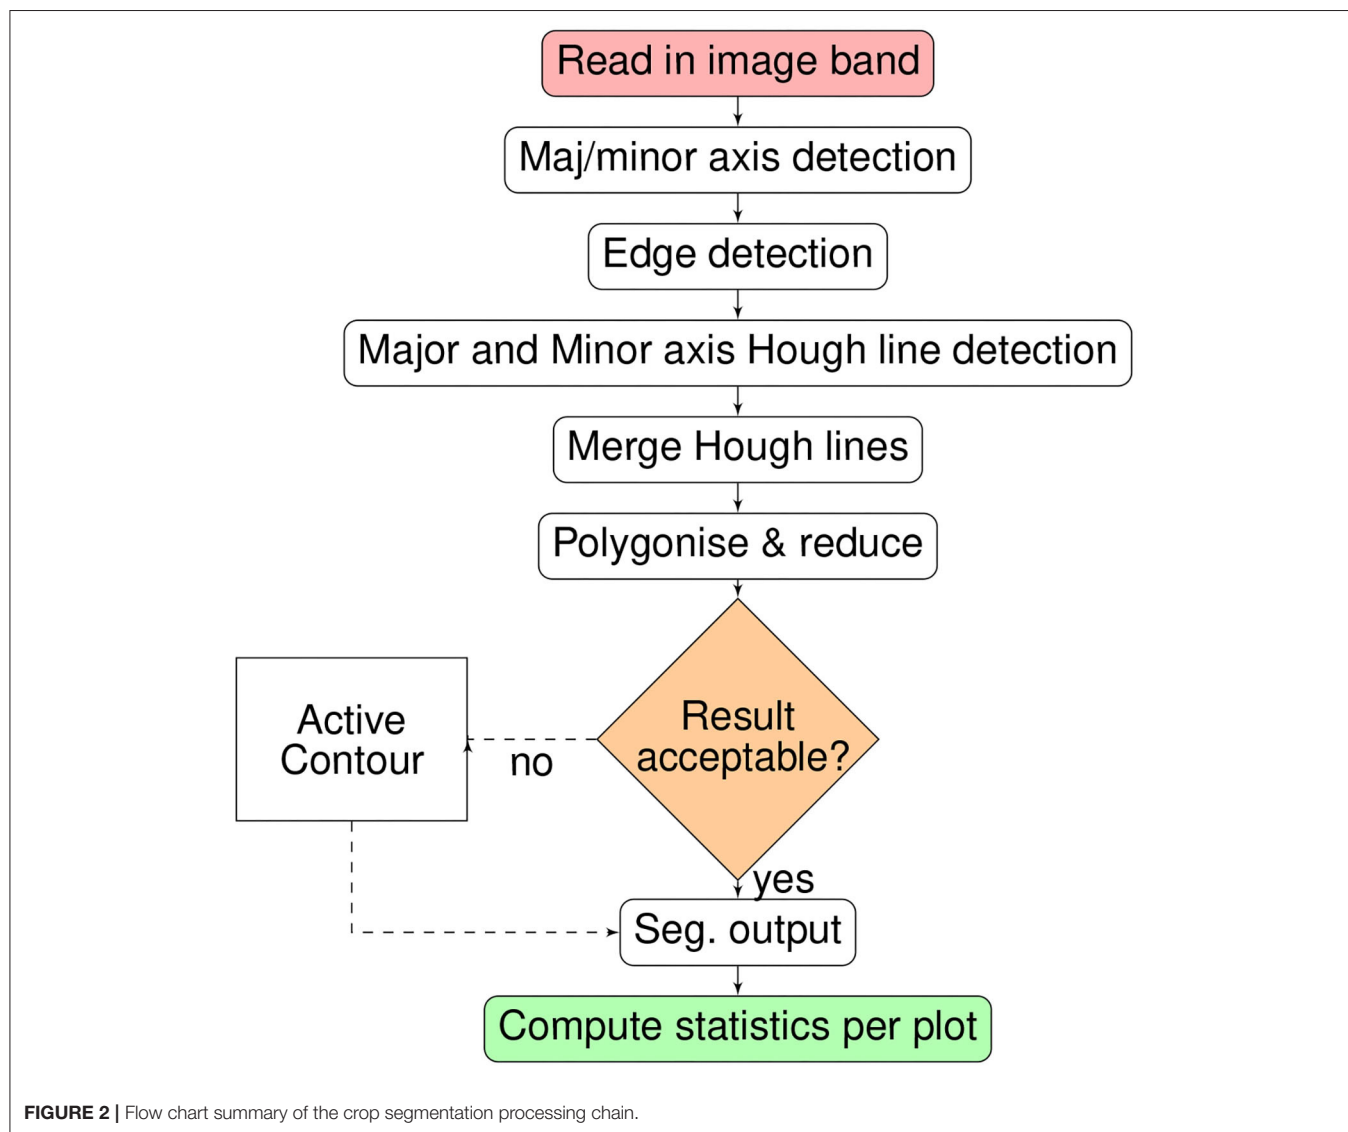 Read in image band
Maj/minor axis detection
Edge detection
Major and Minor axis Hough line detection
Merge Hough lines
Polygonise & reduce
Result
acceptable?
Active
Contour
no
yes
Seg. output
Compute statistics per plot
FIGURE 2 | Flow chart summary of the crop segmentation processing chain.